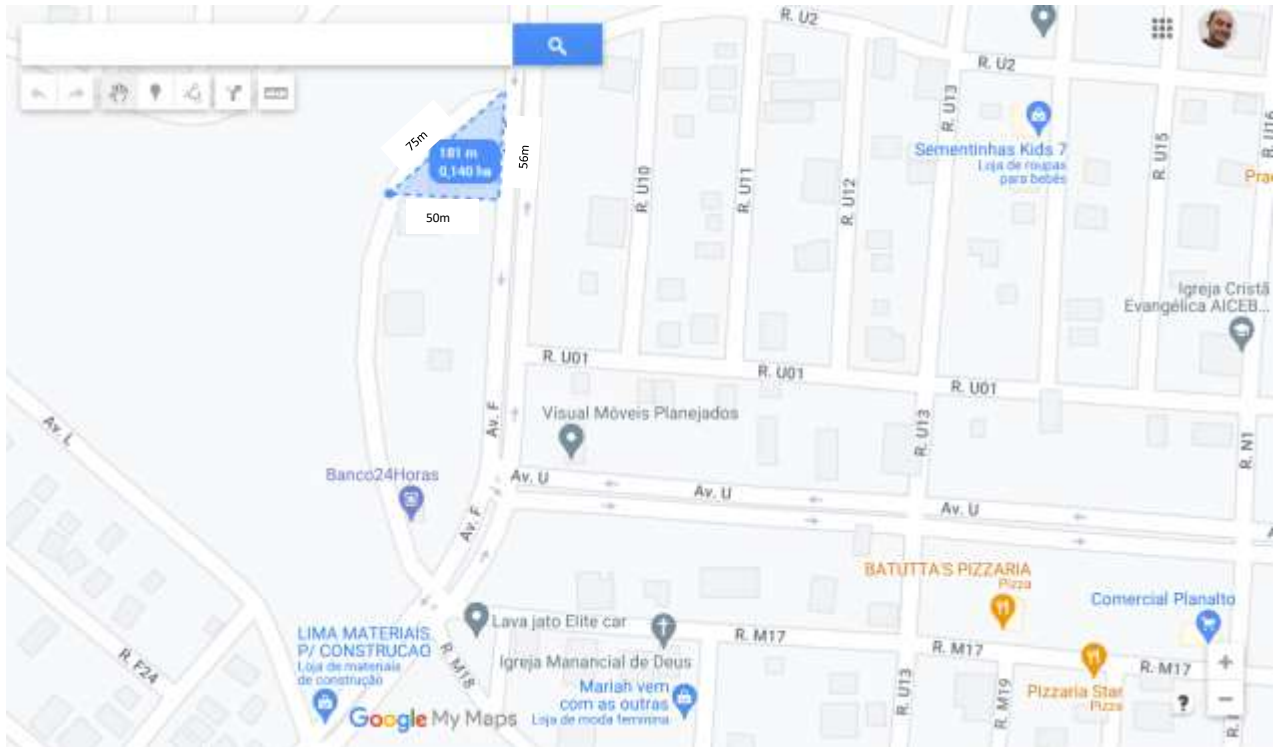 R. U2
R. U2
75m
181 m
0,140 ha
56m
50m
R. U10
R. U11
R. U12
R. U13
R. U15
R. U16
Sementinhas Kids 7
Loja de roupas
para bebês
Igreja Cristã
Evangélica AICEB...
R. U01
R. U01
R. U01
Visual Móveis Planejados
Av. F
R. U13
R. N1
Av. L
Banco24Horas
Av. U
Av. U
Av. U
Av. F
BATUTTA'S PIZZARIA
Pizza
Comercial Planalto
Lava jato Elite car
LIMA MATERIAIS
P/ CONSTRUCAO
Loja de materiais
de construção
R. M18
Igreja Manancial de Deus
R. M17
R. M17
R. M17
R. F24
Mariah vem
com as outras
Loja de moda feminina
R. U13
R. M19
Pizzaria Star
Pizza
+
?
−
Google My Maps